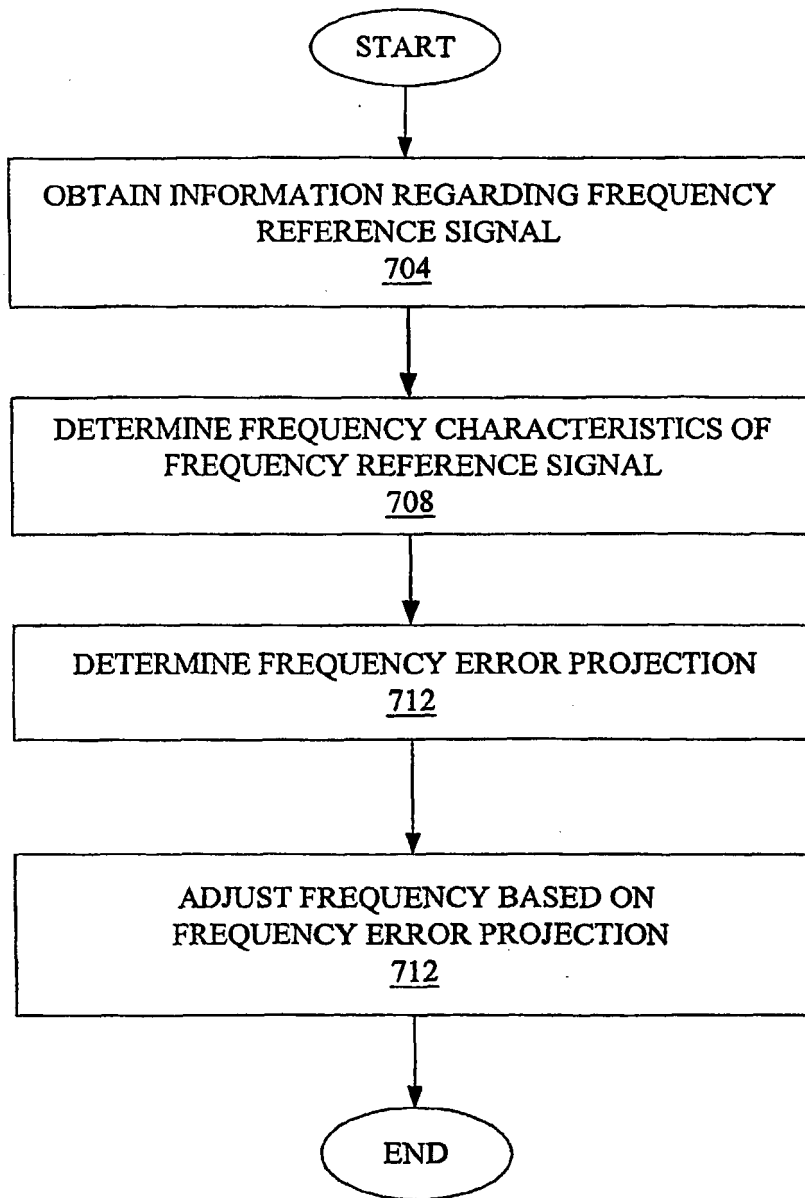 START
OBTAIN INFORMATION REGARDING FREQUENCY
REFERENCE SIGNAL
704
DETERMINE FREQUENCY CHARACTERISTICS OF
FREQUENCY REFERENCE SIGNAL
708
DETERMINE FREQUENCY ERROR PROJECTION
712
ADJUST FREQUENCY BASED ON
FREQUENCY ERROR PROJECTION
712
END